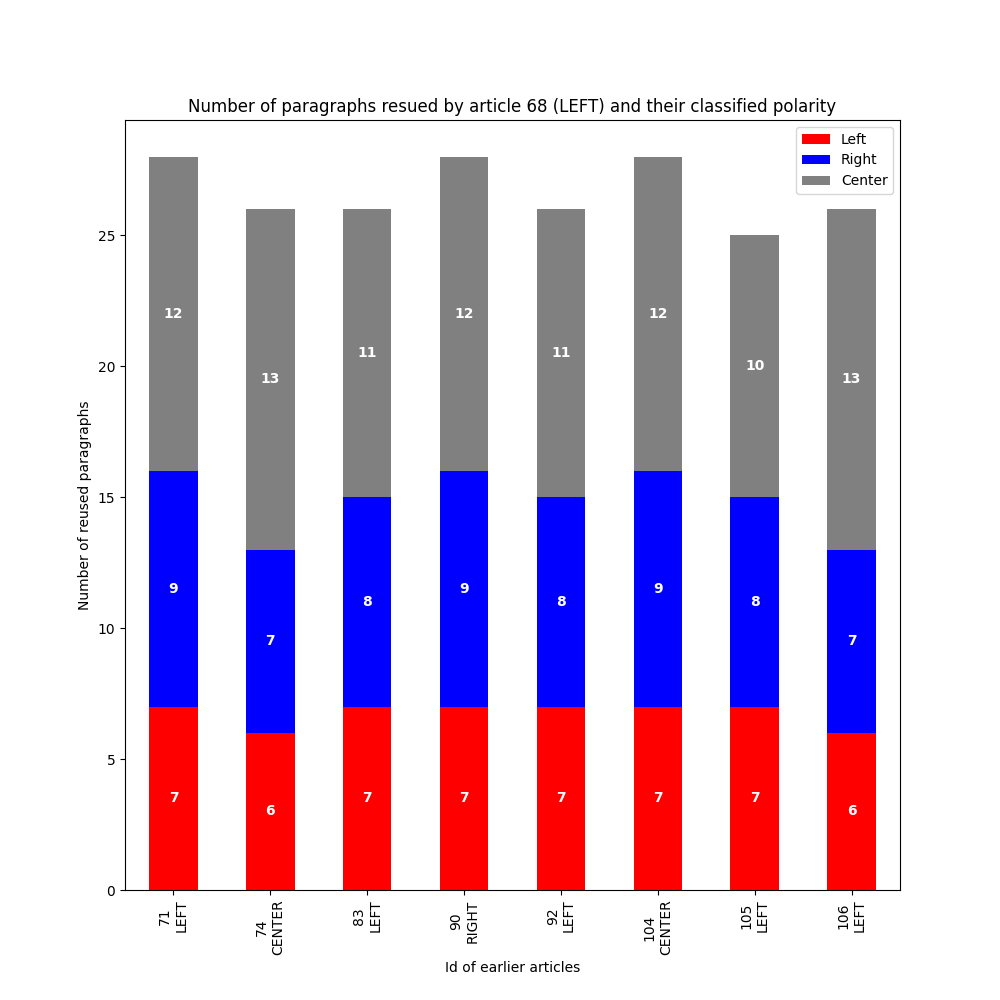 Number of paragraphs resued by article 68 (LEFT) and their classified polarity
Left
Right
Center
Number of reused paragraphs
25
20
15
10
5
0
12 13 11 12 11 12 10 13
9 7 8 9 8 9 8 7
7 6 7 7 7 7 7 6
71
LEFT
74
CENTER
83
LEFT
90
RIGHT
92
LEFT
104
CENTER
105
LEFT
106
LEFT
Id of earlier articles